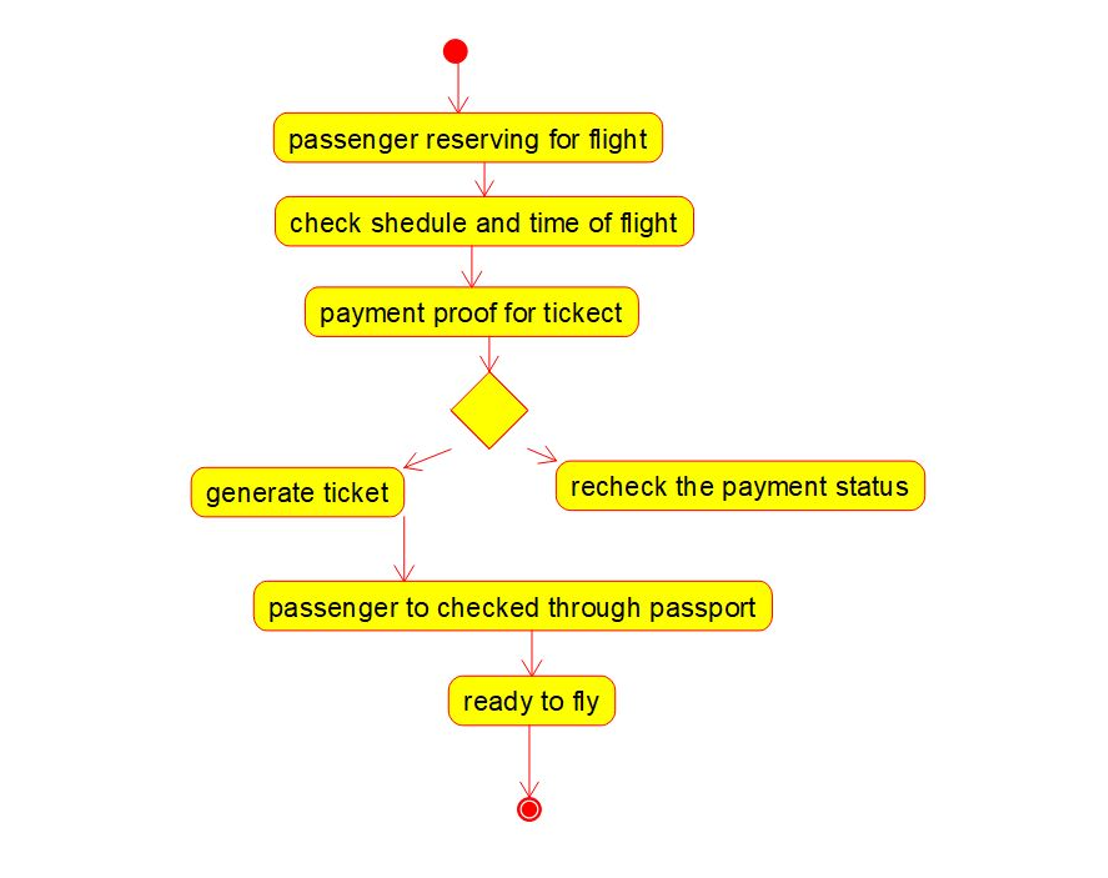 passenger reserving for flight
check shedule and time of flight
payment proof for tickect
generate ticket
recheck the payment status
passenger to checked through passport
ready to fly